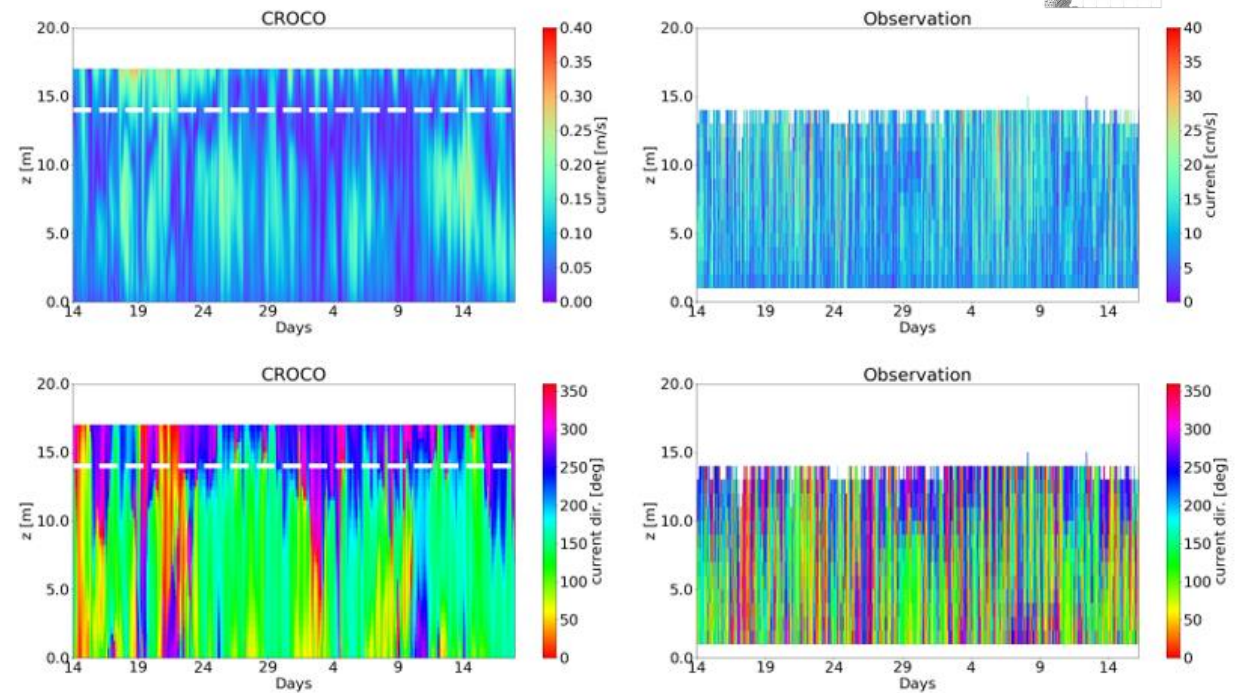 CROCO
20.0
15.0
10.0
5.0
0.0
z [m]
14 19 24 29 4 9 14
Days
0.40
0.35
0.30
0.25
0.20
0.15
0.10
0.05
0.00
current [m/s]
Observation
20.0
15.0
10.0
5.0
0.0
z [m]
14 19 24 29 4 9 14
Days
40
35
30
25
20
15
10
5
0
current [cm/s]
CROCO
20.0
15.0
10.0
5.0
0.0
z [m]
14 19 24 29 4 9 14
Days
350
300
250
200
150
100
50
0
current dir. [deg]
Observation
20.0
15.0
10.0
5.0
0.0
z [m]
14 19 24 29 4 9 14
Days
350
300
250
200
150
100
50
0
current dir. [deg]